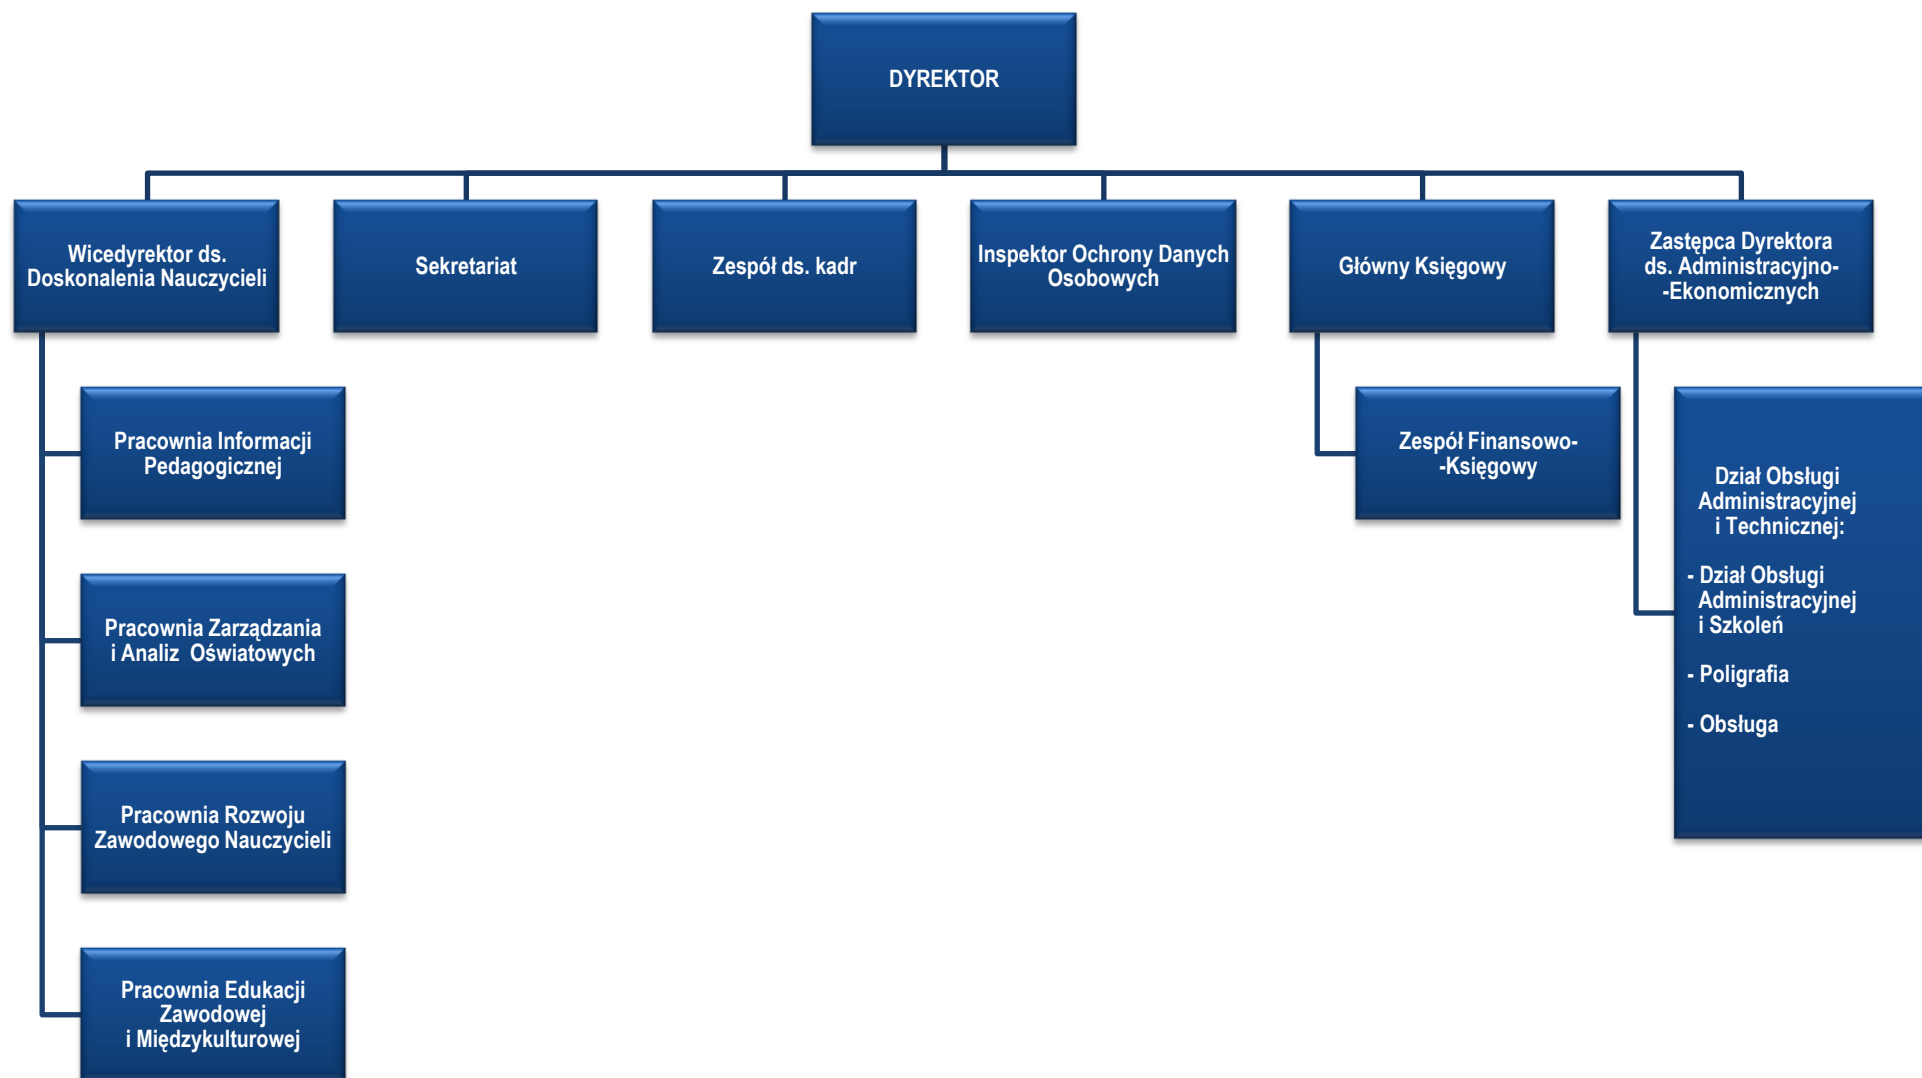 DYREKTOR
Wicedyrektor ds.
Doskonalenia Nauczycieli
Sekretariat
Zespół ds. kadr
Inspektor Ochrony Danych
Osobowych
Główny Księgowy
Zastępca Dyrektora
ds. Administracyjno-
-Ekonomicznych
Pracownia Informacji
Pedagogicznej
Pracownia Zarządzania
i Analiz  Oświatowych
Pracownia Rozwoju
Zawodowego Nauczycieli
Pracownia Edukacji
Zawodowej
i Międzykulturowej
Zespół Finansowo-
-Księgowy
Dział Obsługi
Administracyjnej
i Technicznej:
- Dział Obsługi
Administracyjnej
i Szkoleń
- Poligrafia
- Obsługa